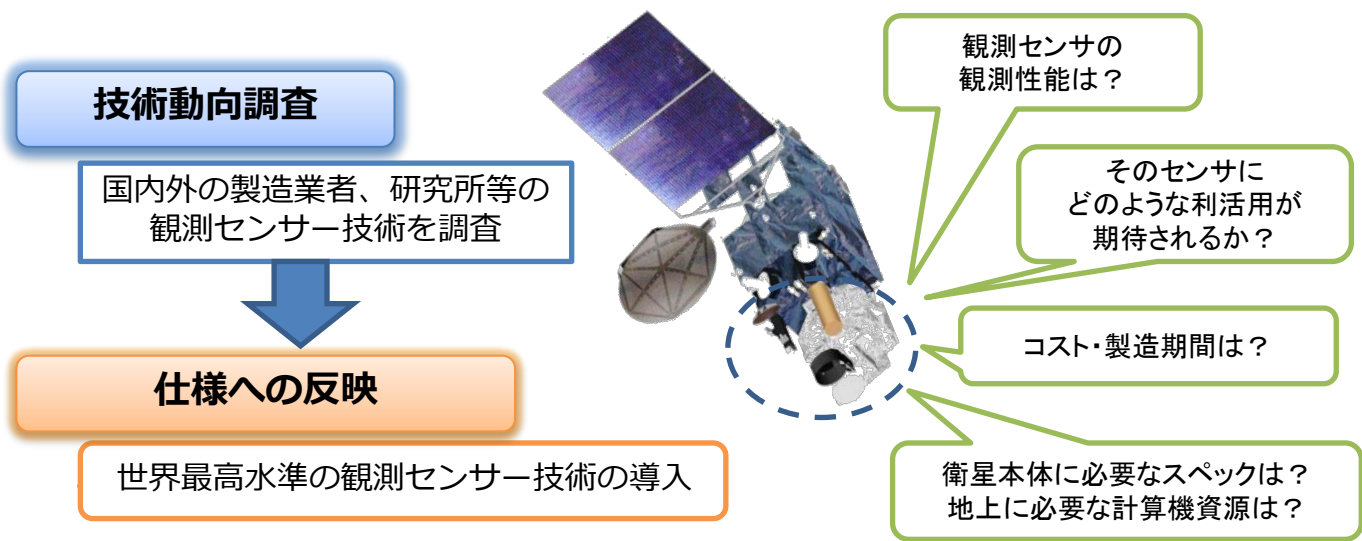 技術動向調査
国内外の製造業者、研究所等の
観測センサー技術を調査
仕様への反映
世界最高水準の観測センサー技術の導入
観測センサの
観測性能は？
そのセンサに
どのような利活用が
期待されるか？
コスト・製造期間は？
衛星本体に必要なスペックは？
地上に必要な計算機資源は？